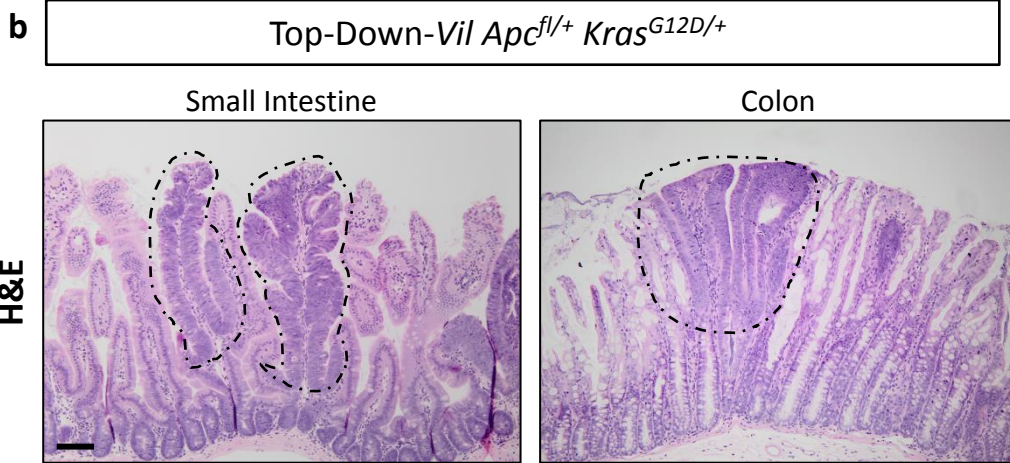 b
Top-Down-Vil Apcfl/+ KrasG12D/+
Small Intestine
Colon
H&E